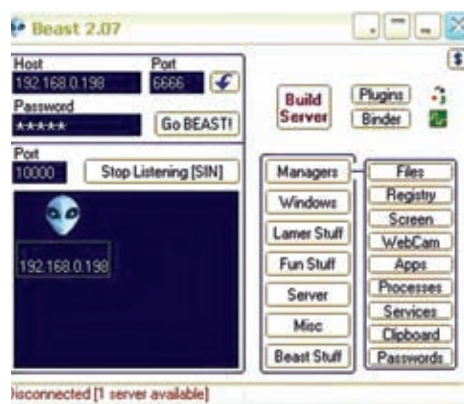 Beast 2.07
Host
Port
192.168.0.198
6666
Password
*****
Go BEAST!
Port
10000
Stop Listening [SIN]
192.168.0.198
$
Build
Server
Plugins
Binder
Managers
Windows
Lamer Stuff
Fun Stuff
Server
Misc
Beast Stuff
Files
Registry
Screen
WebCam
Apps
Processes
Services
Clipboard
Passwords
Disconnected [1 server available]